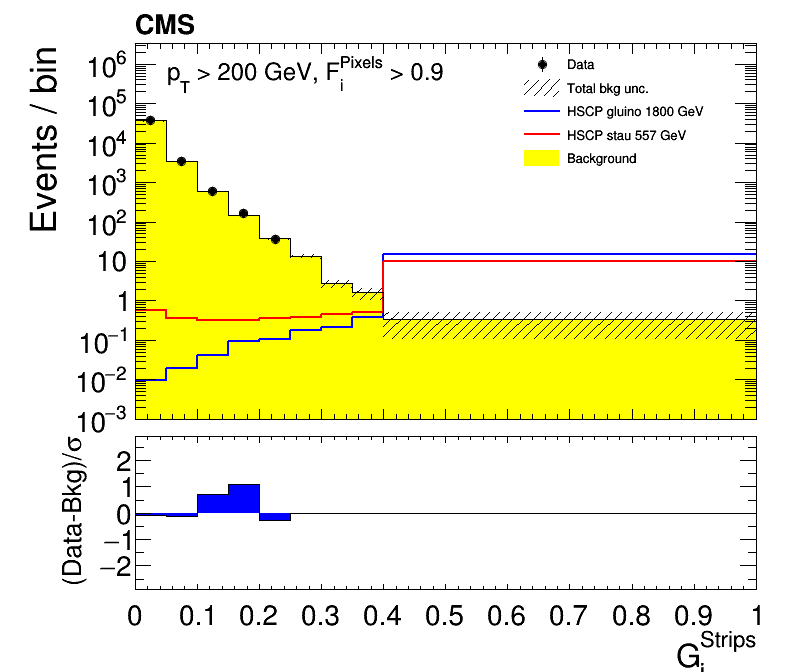 CMS
Events / bin
10^6
10^5
10^4
10^3
10^2
10
1
10^−1
10^−2
10^−3
p_T > 200 GeV, F_i^Pixels > 0.9
Data
Total bkg unc.
HSCP gluino 1800 GeV
HSCP stau 557 GeV
Background
(Data-Bkg)/σ
2
1
0
−1
−2
0 0.1 0.2 0.3 0.4 0.5 0.6 0.7 0.8 0.9 1
G_i^Strips